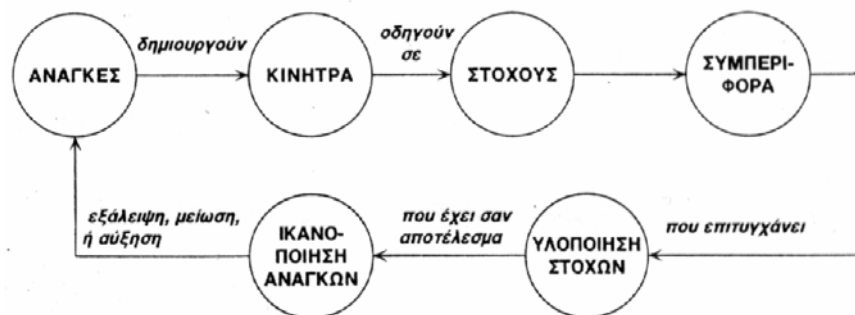 ΑΝΑΓΚΕΣ
δημιουργούν
ΚΙΝΗΤΡΑ
οδηγούν
σε
ΣΤΟΧΟΥΣ
ΣΥΜΠΕΡΙ-
ΦΟΡΑ
που επιτυγχάνει
ΥΛΟΠΟΙΗΣΗ
ΣΤΟΧΩΝ
που έχει σαν
αποτέλεσμα
ΙΚΑΝΟ-
ΠΟΙΗΣΗ
ΑΝΑΓΚΩΝ
εξάλειψη, μείωση,
ή αύξηση